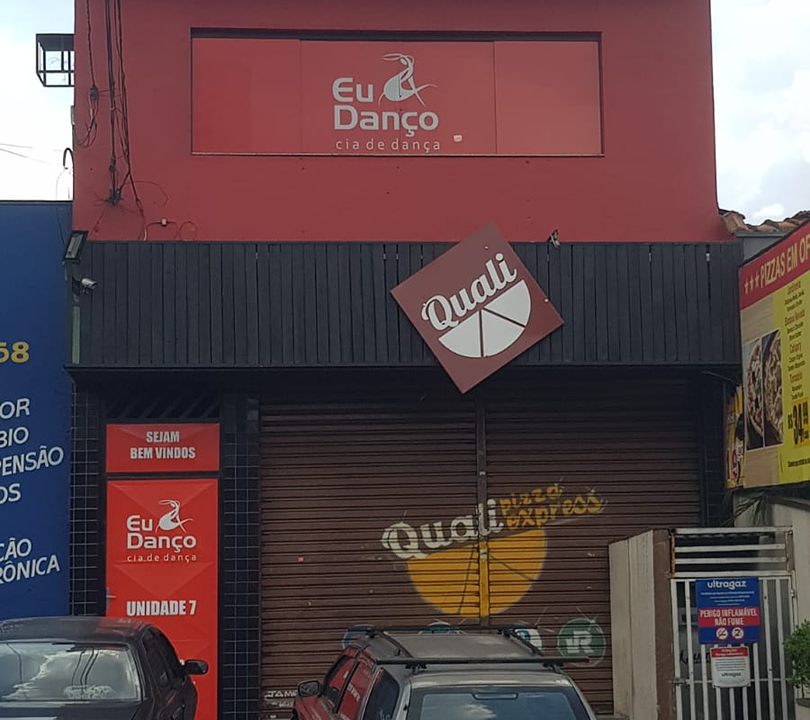 Eu
Danço
cia de dança
Quali
58
OR
BIO
PENSÃO
OS
ÇÃO
RÔNICA
SEJAM
BEM VINDOS
Eu
Danço
cia de dança
UNIDADE 7
Quali
pizza
express
JR
★★★ PIZZAS EM OF
ultragaz
PERIGO INFLAMÁVEL
NÃO FUME